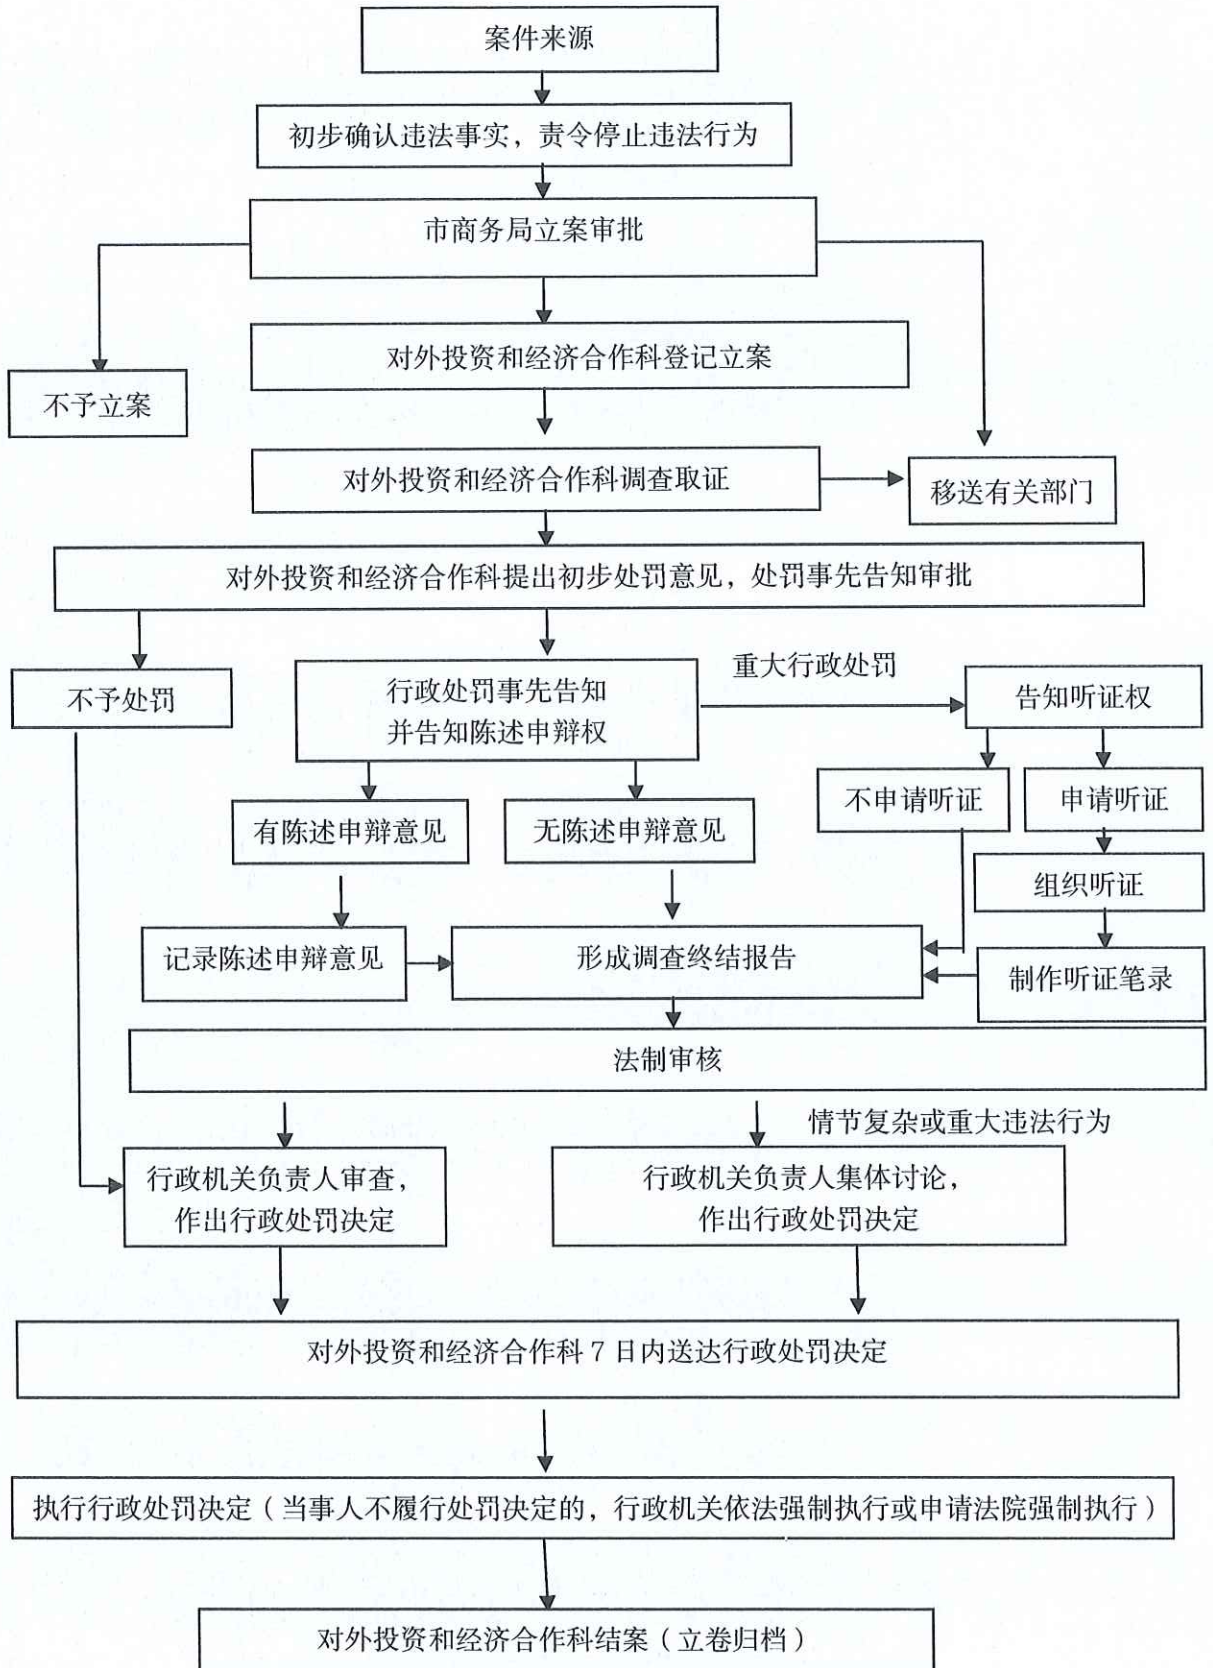 案件来源
初步确认违法事实，责令停止违法行为
市商务局立案审批
对外投资和经济合作科登记立案
不予立案
对外投资和经济合作科调查取证
移送有关部门
对外投资和经济合作科提出初步处罚意见，处罚事先告知审批
不予处罚
行政处罚事先告知
并告知陈述申辩权
重大行政处罚
告知听证权
不申请听证
申请听证
有陈述申辩意见
无陈述申辩意见
组织听证
记录陈述申辩意见
形成调查终结报告
制作听证笔录
法制审核
情节复杂或重大违法行为
行政机关负责人审查，
作出行政处罚决定
行政机关负责人集体讨论，
作出行政处罚决定
对外投资和经济合作科7日内送达行政处罚决定
执行行政处罚决定（当事人不履行处罚决定的，行政机关依法强制执行或申请法院强制执行）
对外投资和经济合作科结案（立卷归档）